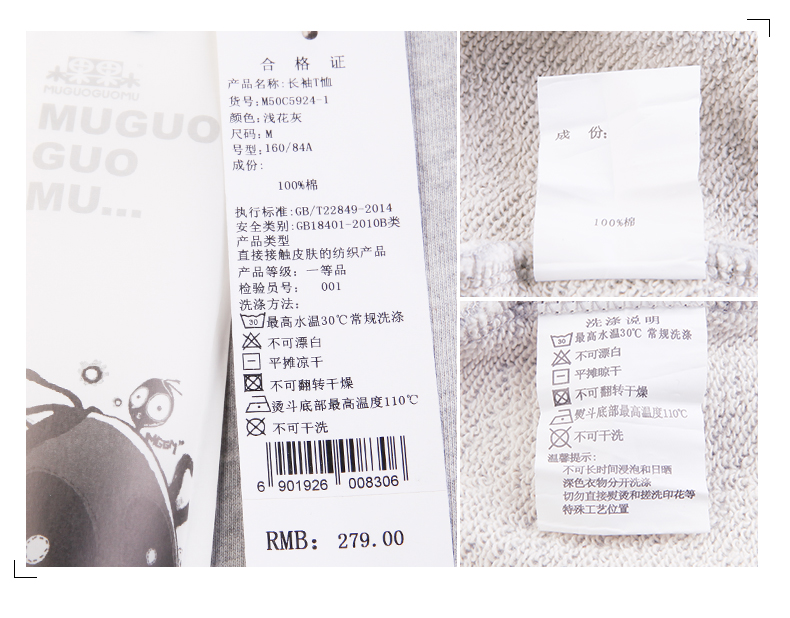 MUGUOGUOMU
MUGUO
GUO
MU...
合格证
产品名称:长袖T恤
货号:M50C5924-1
颜色:浅花灰
尺码:M
号型:160/84A
成份:
100%棉
执行标准:GB/T22849-2014
安全类别:GB18401-2010B类
产品类型
直接接触皮肤的纺织产品
产品等级: 一等品
检验员号: 001
洗涤方法:
30 最高水温30℃常规洗涤
不可漂白
平摊凉干
不可翻转干燥
烫斗底部最高温度110℃
不可干洗
6 901926 008306
RMB: 279.00
成 份:
100%棉
洗涤说明
30 最高水温30℃ 常规洗涤
不可漂白
平摊晾干
不可翻转干燥
熨斗底部最高温度110℃
不可干洗
温馨提示:
不可长时间浸泡和日晒
深色衣物分开洗涤
切勿直接熨烫和搓洗印花等
特殊工艺位置